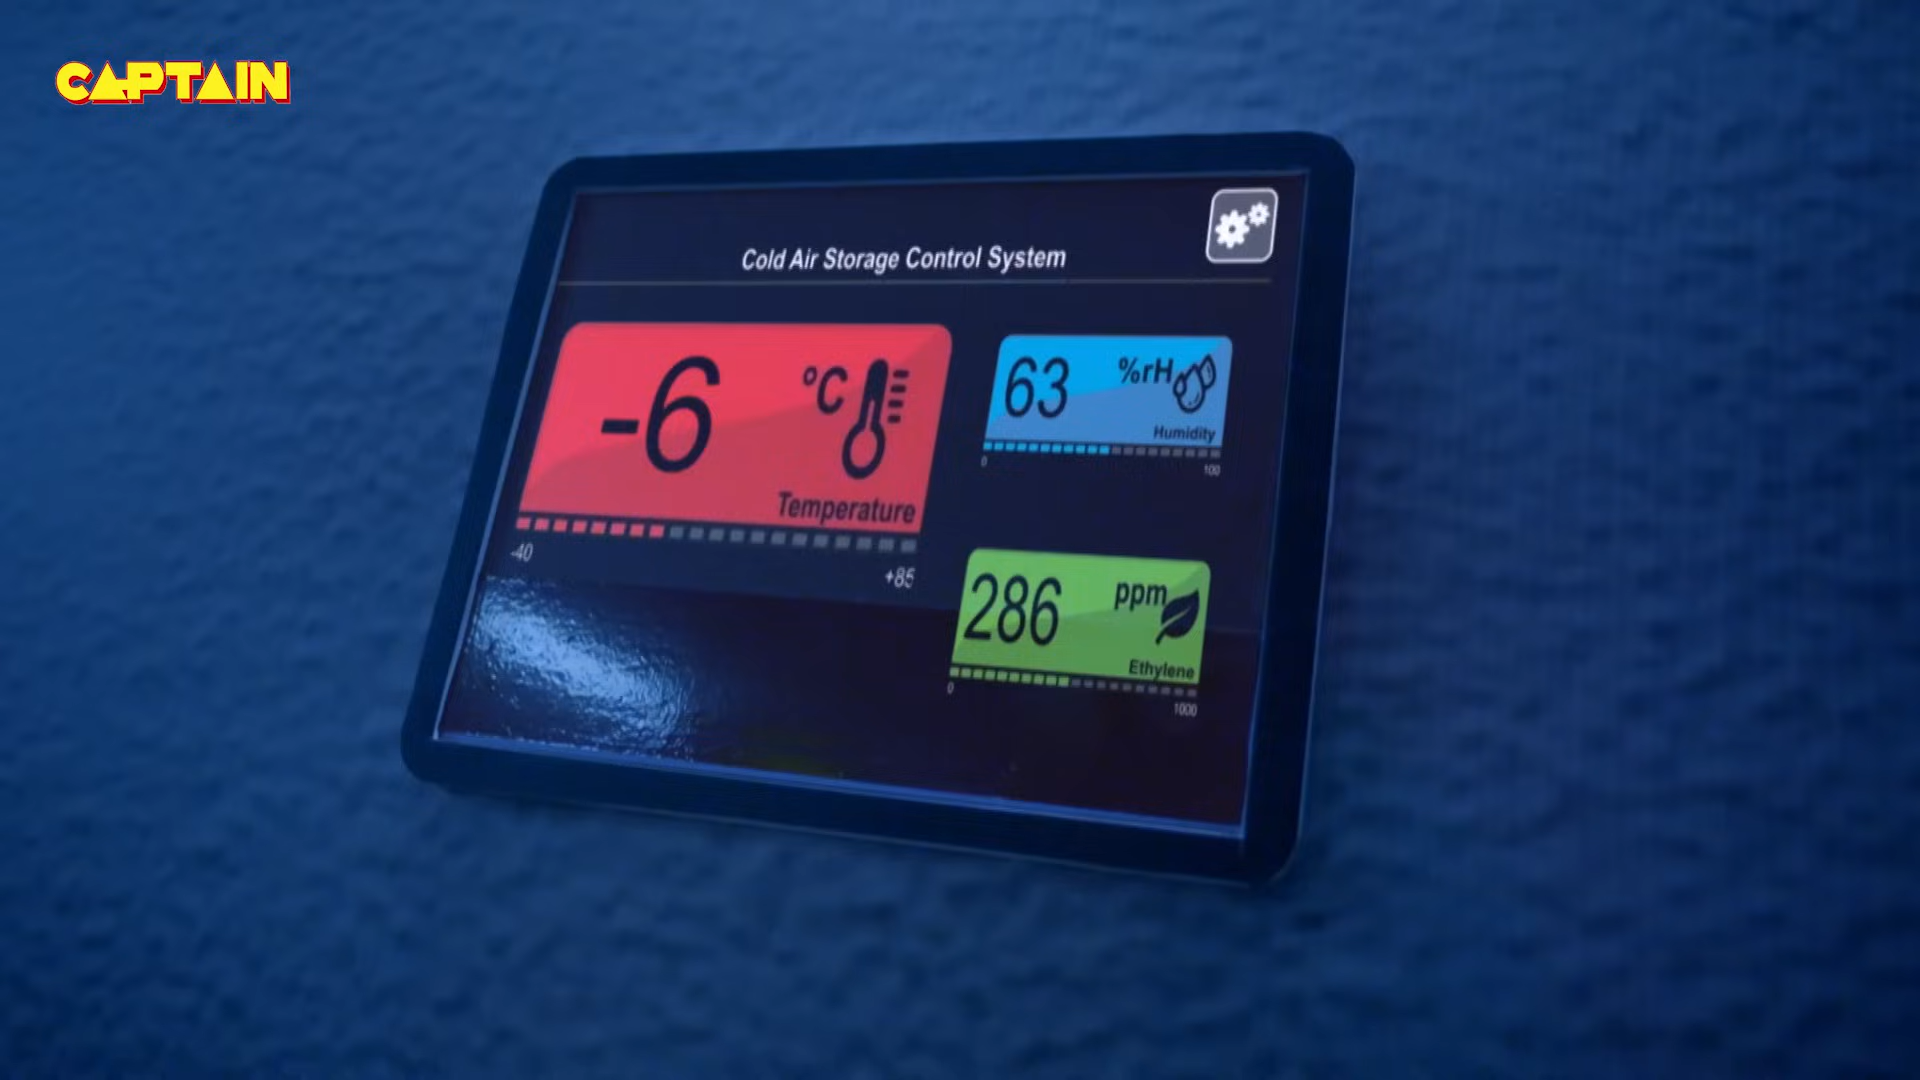 CAPTAIN
Cold Air Storage Control System
-6 °C
Temperature
-40 +85
63 %rH
Humidity
0 100
286 ppm
Ethylene
0 1000